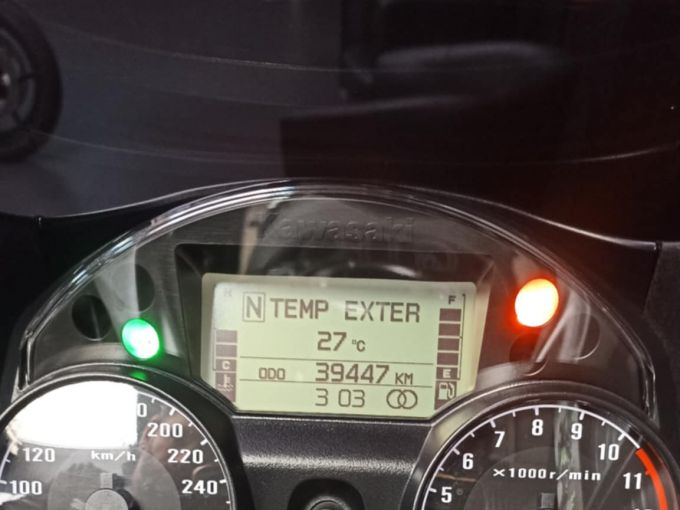 Kawasaki
H
F
N TEMP EXTER
27 °C
C
ODO 39447 KM
E
3 03
200
120
km/h
220
100
240
5
6
7
8
9
10
11
×1000r/min